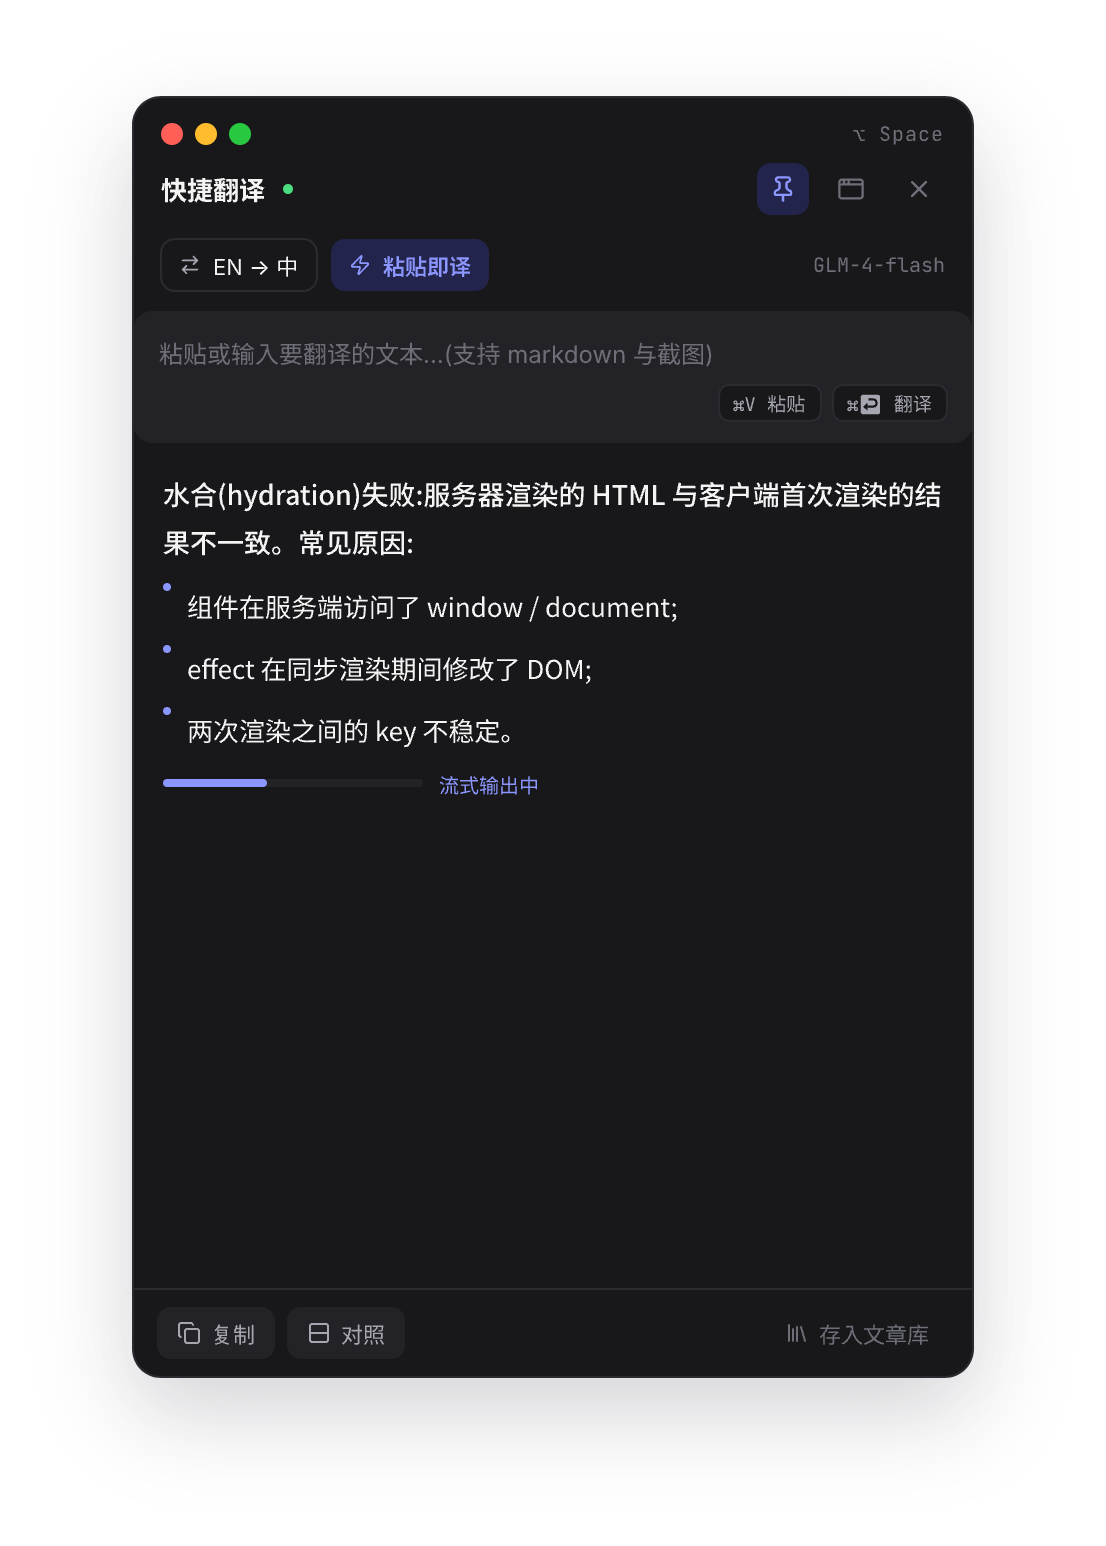 ⌥ Space
快捷翻译
EN → 中
粘贴即译
GLM-4-flash
粘贴或输入要翻译的文本...(支持 markdown 与截图)
⌘V 粘贴
⌘↩ 翻译
水合(hydration)失败:服务器渲染的 HTML 与客户端首次渲染的结
果不一致。常见原因:
组件在服务端访问了 window / document;
effect 在同步渲染期间修改了 DOM;
两次渲染之间的 key 不稳定。
流式输出中
复制
对照
存入文章库